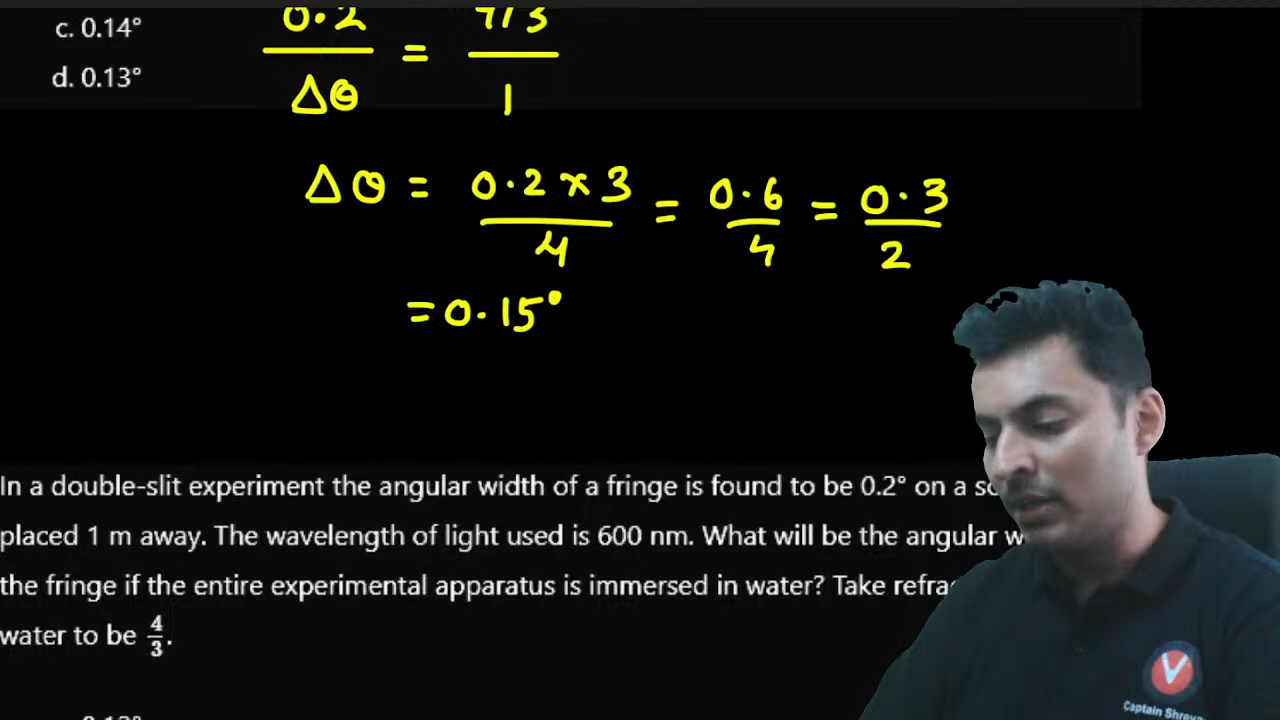 c. 0.14°
d. 0.13°
0.2 / Δθ = 4/3 / 1
Δθ = 0.2 × 3 / 4 = 0.6 / 4 = 0.3 / 2
= 0.15°
In a double-slit experiment the angular width of a fringe is found to be 0.2° on a
placed 1 m away. The wavelength of light used is 600 nm. What will be the angular
the fringe if the entire experimental apparatus is immersed in water? Take
water to be 4/3.
V
Captain